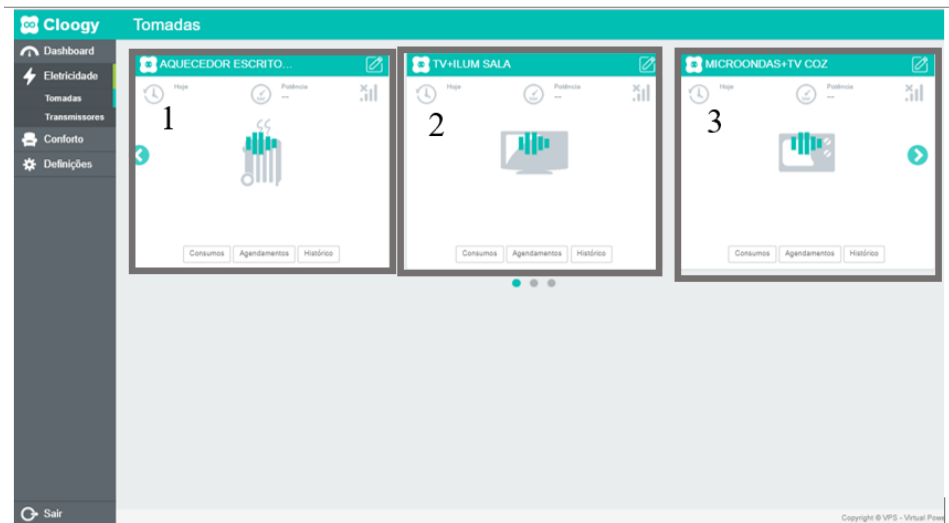 Cloogy
Tomadas
Dashboard
Eletricidade
Tomadas
Transmissores
Conforto
Definições
Sair
AQUECEDOR ESCRITO...
Hoje
Potência
--
1
Consumos Agendamentos Histórico
TV+ILUM SALA
Hoje
Potência
--
2
Consumos Agendamentos Histórico
MICROONDAS+TV COZ
Hoje
Potência
--
3
Consumos Agendamentos Histórico
Copyright © VPS - Virtual Powe